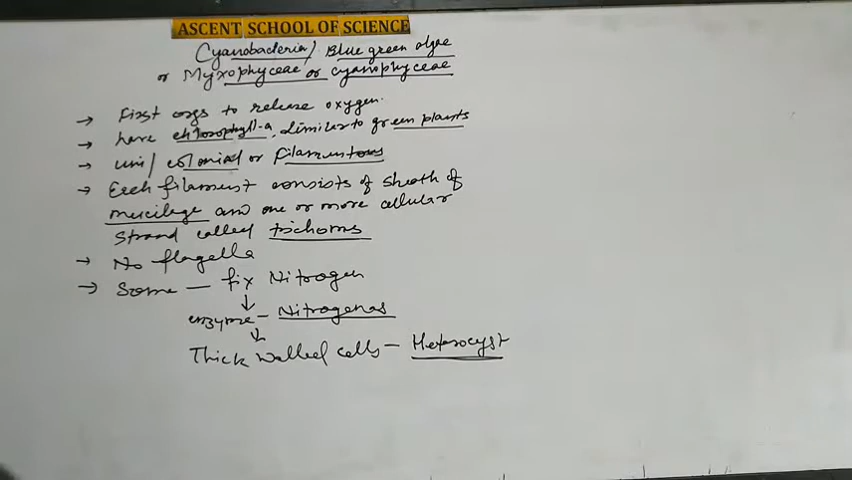 ASCENT SCHOOL OF SCIENCE
Cyanobacteria / Blue green algae
or Myxophyceae or cyanophyceae
→ First orgs to release oxygen.
→ have chlorophyll-a, similar to green plants
→ uni / colonial or filamentous
→ Each filament consists of sheath of
mucilage and one or more cellular
strand called trichoms
→ No flagella
→ Some — fix Nitrogen
↓
enzyme - Nitrogenas
↓
Thick walled cells - Heterocyst